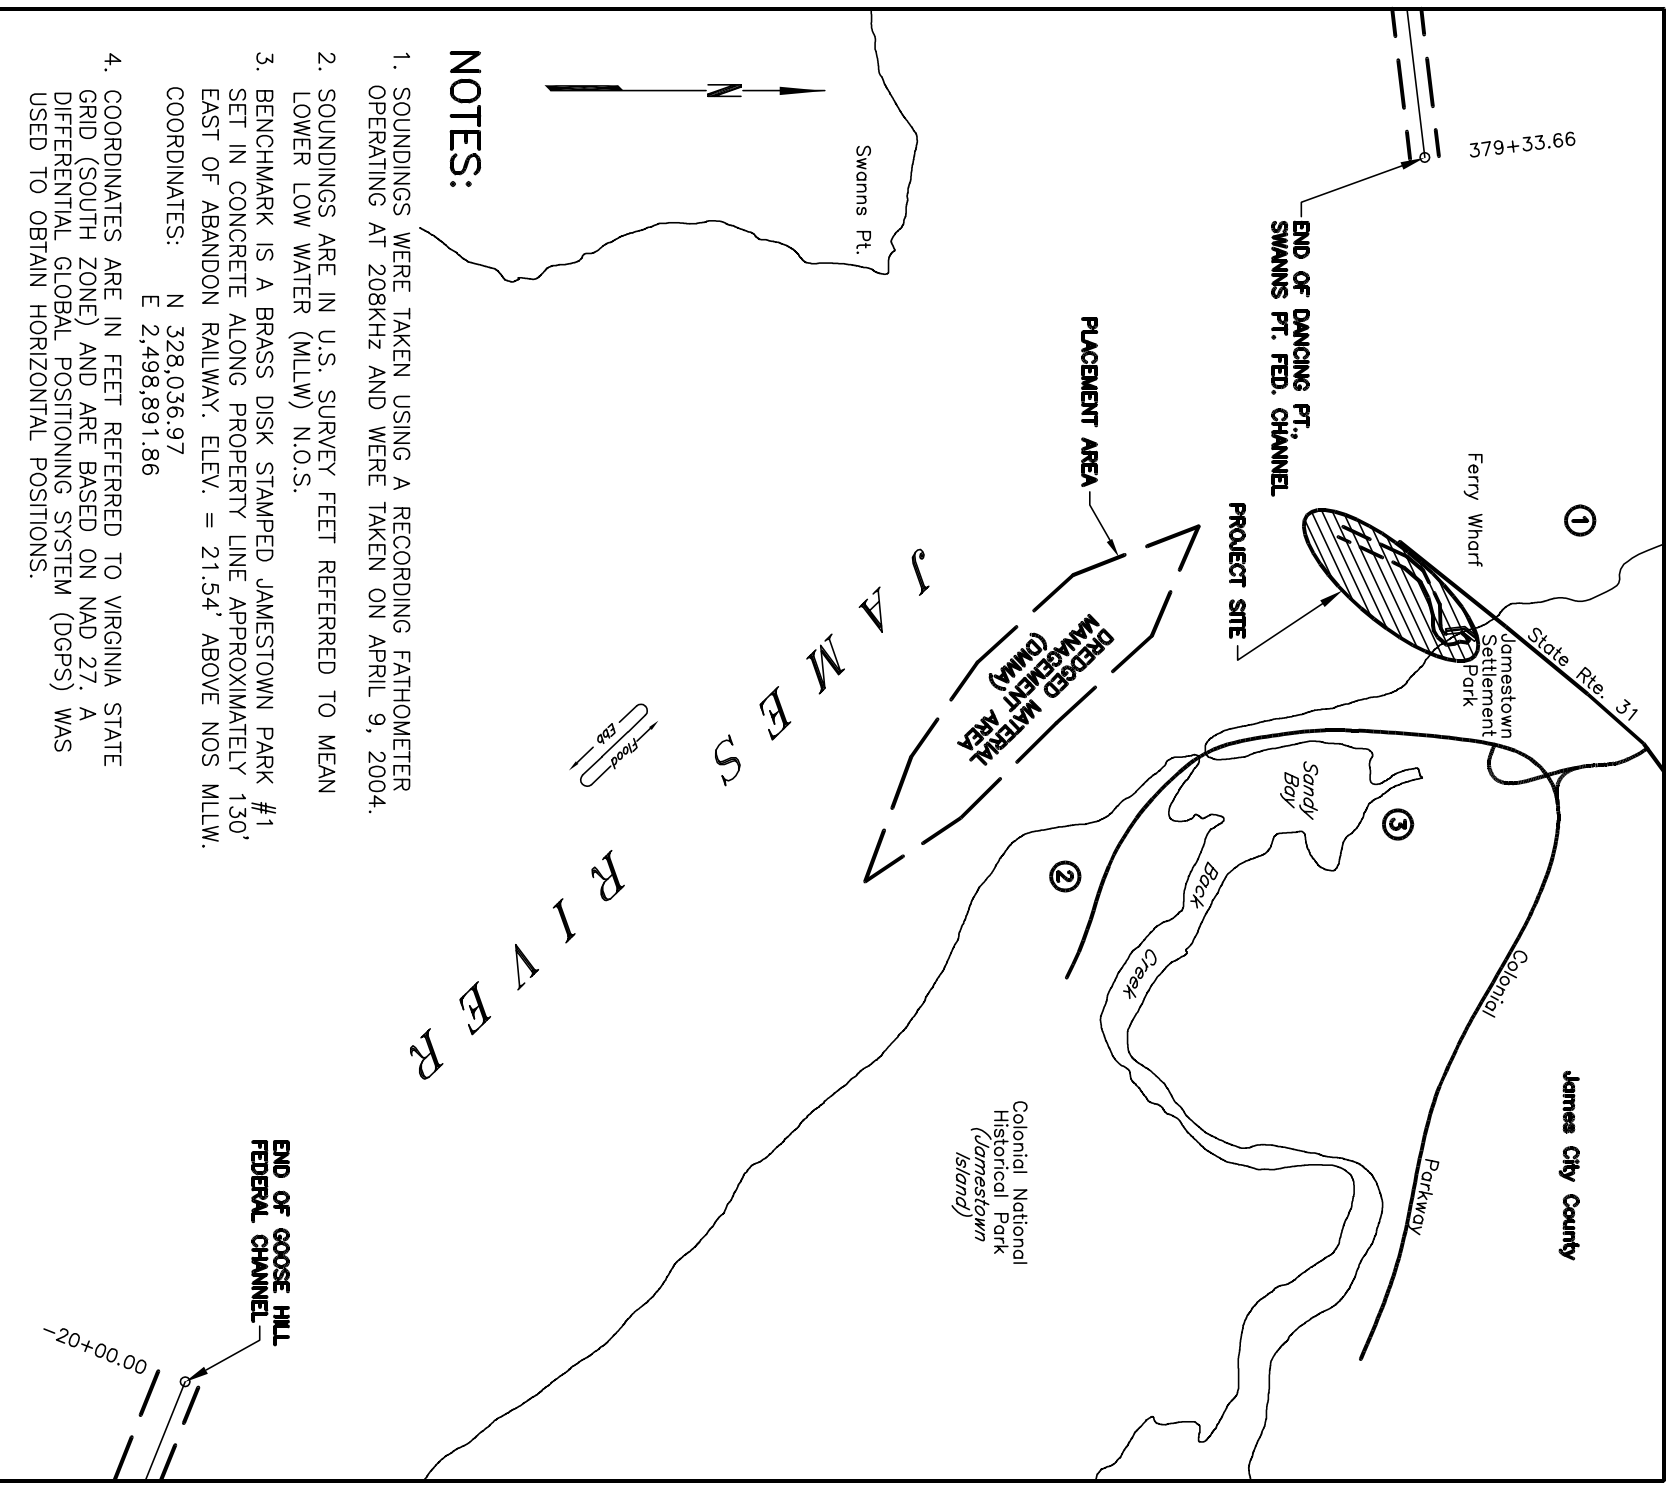 379+33.66
END OF DANCING PT.,
SWANNS PT. FED. CHANNEL
Ferry Wharf
1
State Rte. 31
Jamestown
Settlement
Park
PROJECT SITE
PLACEMENT AREA
DREDGED MATERIAL
MANAGEMENT AREA
(DMMA)
Sandy
Bay
3
2
Back
Creek
Colonial
Parkway
James City County
Colonial National
Historical Park
(Jamestown
Island)
Swanns Pt.
N
JAMES RIVER
Flood
Ebb
END OF GOOSE HILL
FEDERAL CHANNEL
-20+00.00
NOTES:
1. SOUNDINGS WERE TAKEN USING A RECORDING FATHOMETER
OPERATING AT 208KHz AND WERE TAKEN ON APRIL 9, 2004.
2. SOUNDINGS ARE IN U.S. SURVEY FEET REFERRED TO MEAN
LOWER LOW WATER (MLLW) N.O.S.
3. BENCHMARK IS A BRASS DISK STAMPED JAMESTOWN PARK #1
SET IN CONCRETE ALONG PROPERTY LINE APPROXIMATELY 130'
EAST OF ABANDON RAILWAY. ELEV. = 21.54' ABOVE NOS MLLW.
COORDINATES: N 328,036.97
E 2,498,891.86
4. COORDINATES ARE IN FEET REFERRED TO VIRGINIA STATE
GRID (SOUTH ZONE) AND ARE BASED ON NAD 27. A
DIFFERENTIAL GLOBAL POSITIONING SYSTEM (DGPS) WAS
USED TO OBTAIN HORIZONTAL POSITIONS.